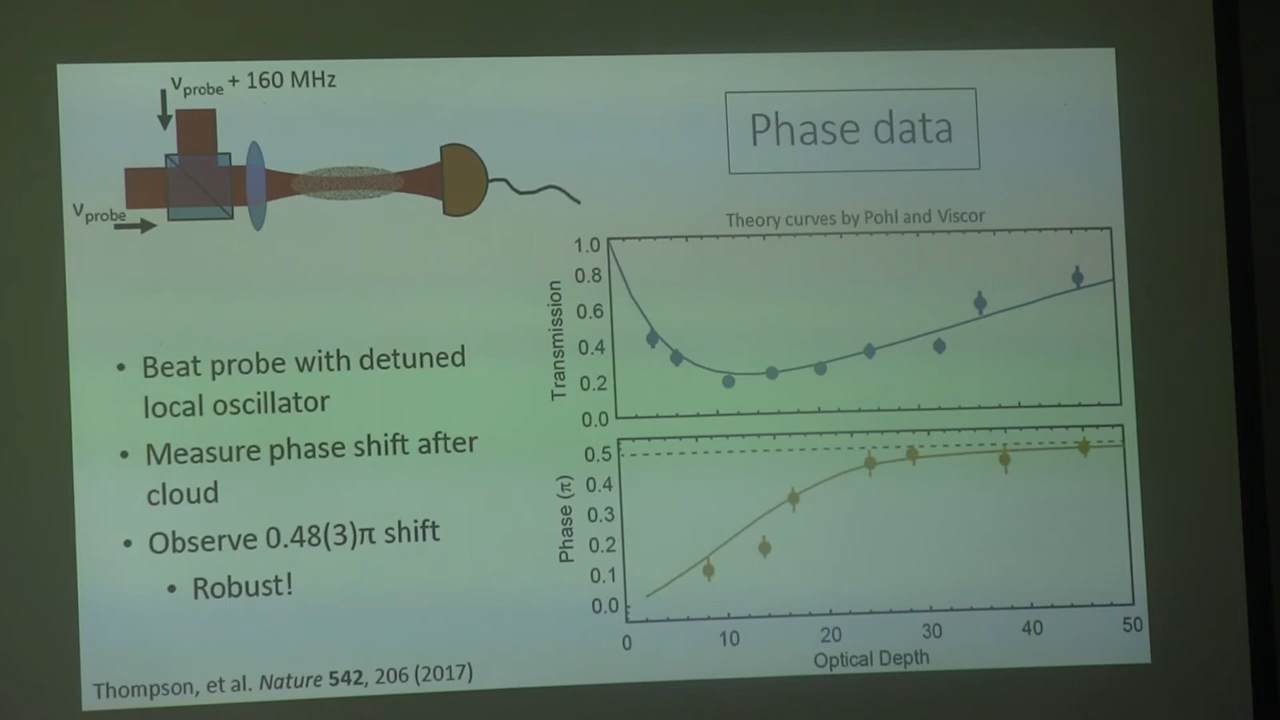 νprobe + 160 MHz
Phase data
νprobe
Theory curves by Pohl and Viscor
1.0
0.8
0.6
0.4
0.2
0.0
Transmission
• Beat probe with detuned
local oscillator
• Measure phase shift after
cloud
• Observe 0.48(3)π shift
• Robust!
0.5
0.4
0.3
0.2
0.1
0.0
Phase (π)
0 10 20 30 40 50
Optical Depth
Thompson, et al. Nature 542, 206 (2017)